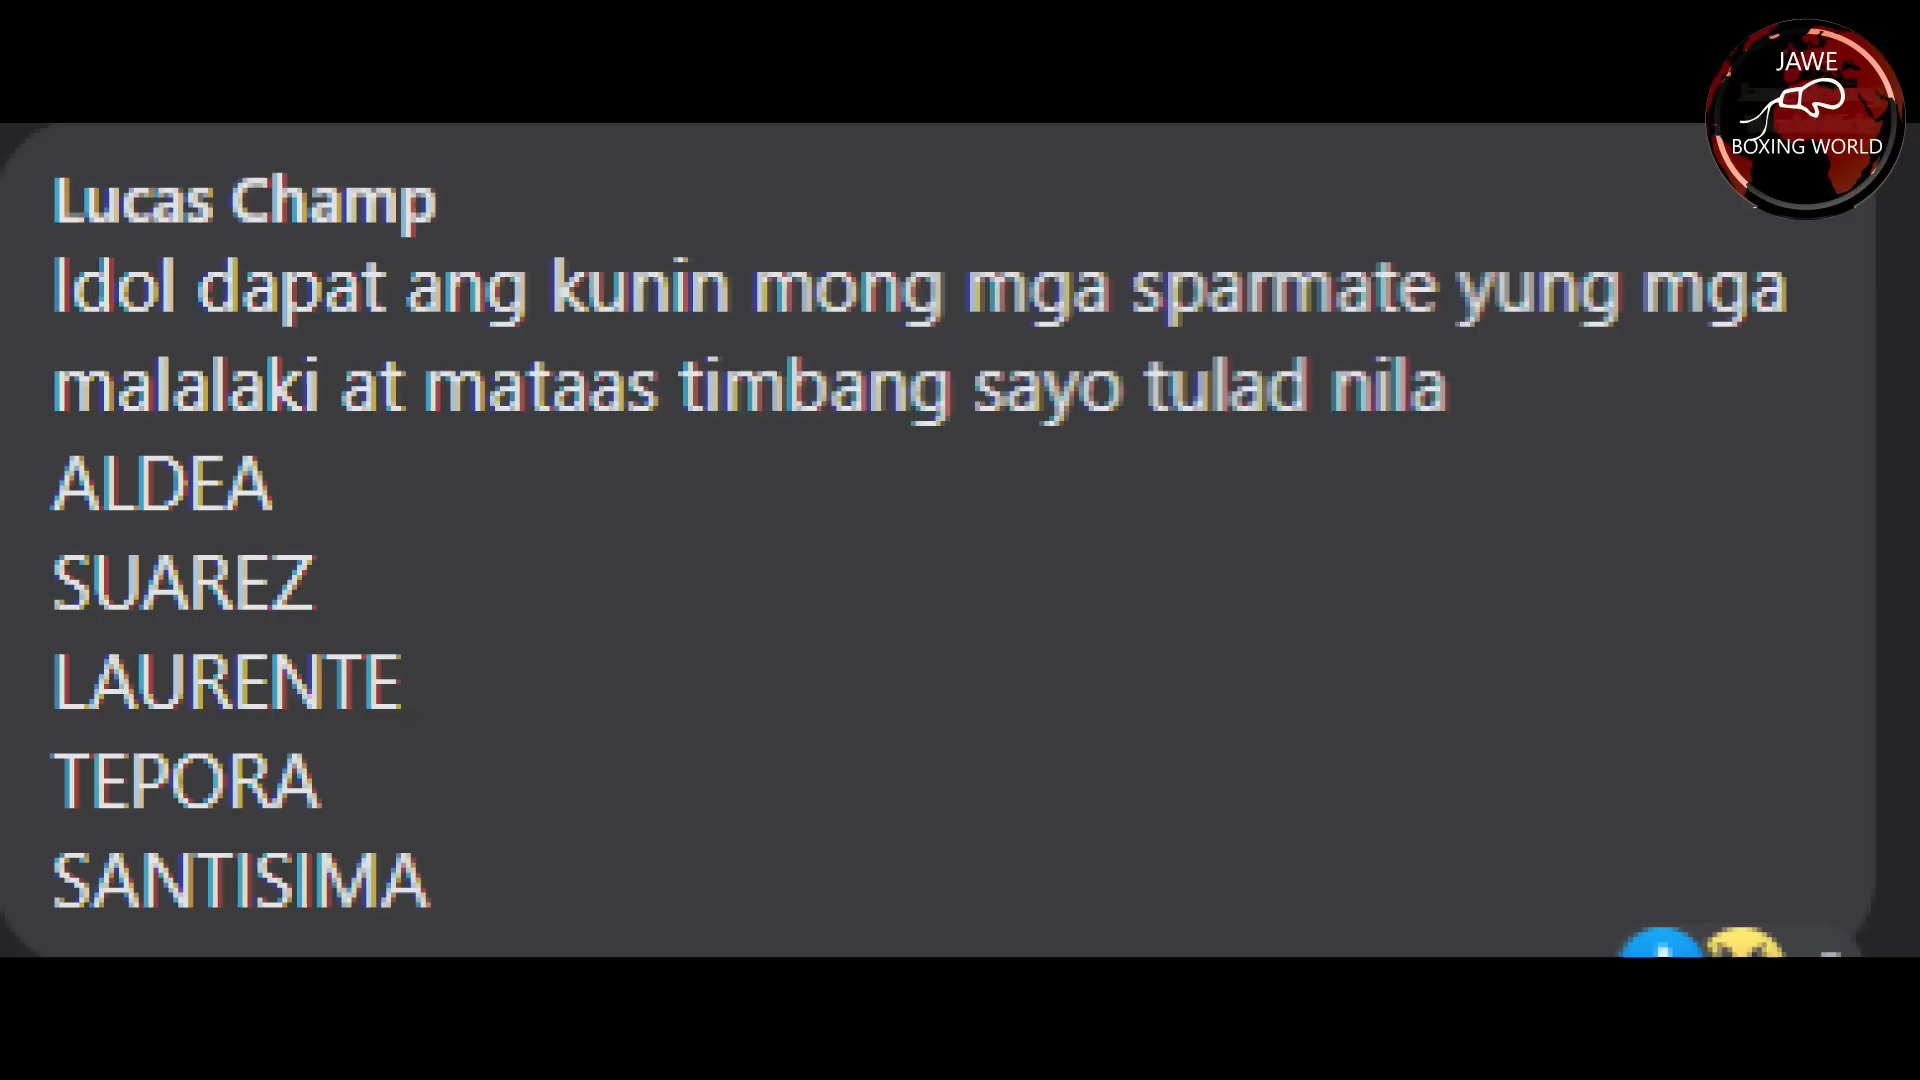 JAWE
BOXING WORLD
Lucas Champ
Idol dapat ang kunin mong mga sparmate yung mga
malalaki at mataas timbang sayo tulad nila
ALDEA
SUAREZ
LAURENTE
TEPORA
SANTISIMA